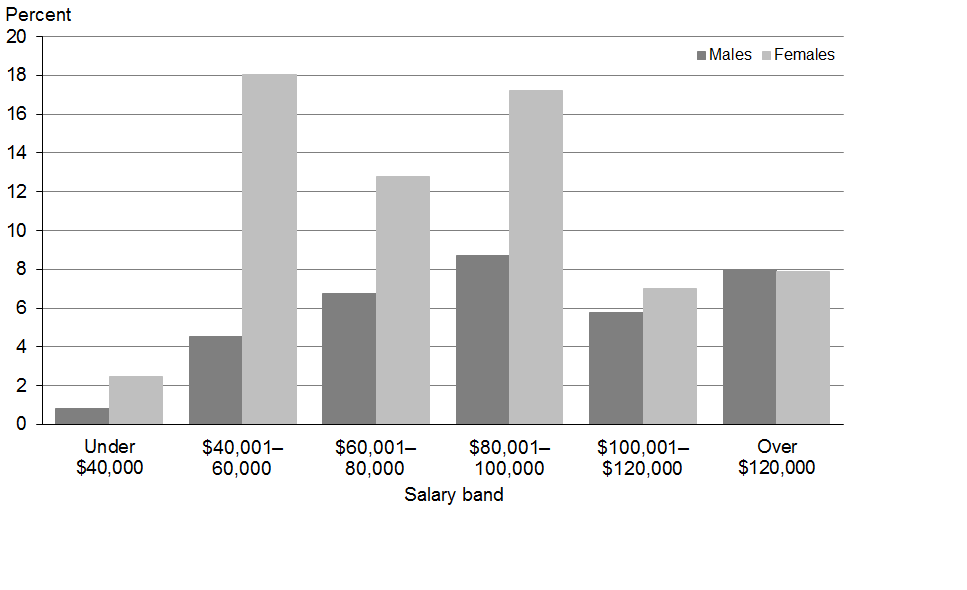 Percent
20
Males Females
18
16
14
12
10
8
6
4
2
0
Under $40,001– $60,001– $80,001– $100,001– Over
$40,000 60,000 80,000 100,000 $120,000 $120,000
Salary band